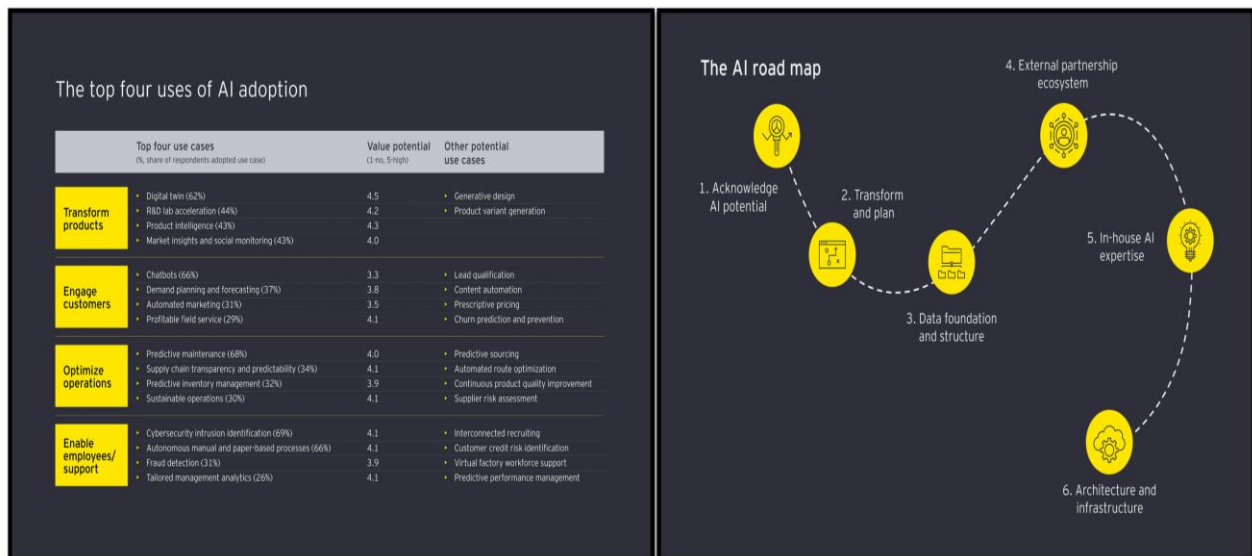 The top four uses of AI adoption
Top four use cases
(%, share of respondents adopted use case)
Value potential
(1-no, 5-high)
Other potential
use cases
Transform
products
• Digital twin (62%) 4.5 • Generative design
• R&D lab acceleration (44%) 4.2 • Product variant generation
• Product intelligence (43%) 4.3
• Market insights and social monitoring (43%) 4.0
Engage
customers
• Chatbots (66%) 3.3 • Lead qualification
• Demand planning and forecasting (37%) 3.8 • Content automation
• Automated marketing (31%) 3.5 • Prescriptive pricing
• Profitable field service (29%) 4.1 • Churn prediction and prevention
Optimize
operations
• Predictive maintenance (68%) 4.0 • Predictive sourcing
• Supply chain transparency and predictability (34%) 4.1 • Automated route optimization
• Predictive inventory management (32%) 3.9 • Continuous product quality improvement
• Sustainable operations (30%) 4.1 • Supplier risk assessment
Enable
employees/
support
• Cybersecurity intrusion identification (69%) 4.1 • Interconnected recruiting
• Autonomous manual and paper-based processes (66%) 4.1 • Customer credit risk identification
• Fraud detection (31%) 3.9 • Virtual factory workforce support
• Tailored management analytics (26%) 4.1 • Predictive performance management
The AI road map
1. Acknowledge
AI potential
2. Transform
and plan
3. Data foundation
and structure
4. External partnership
ecosystem
5. In-house AI
expertise
6. Architecture and
infrastructure